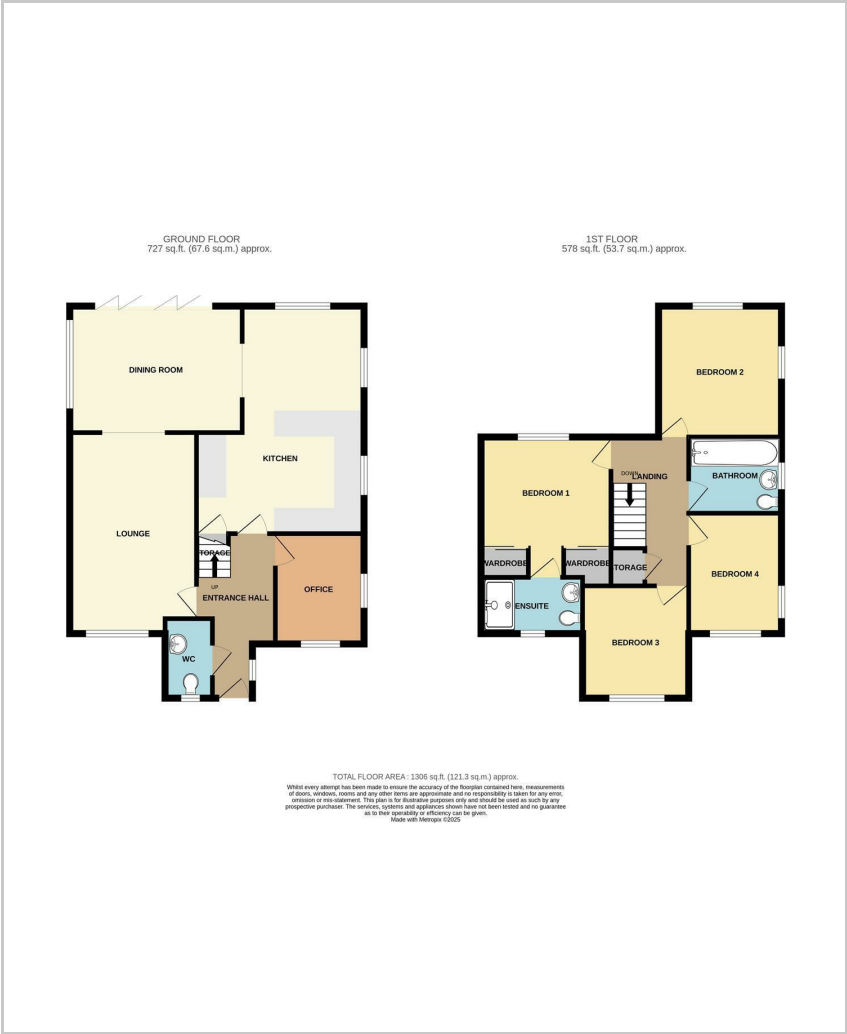 GROUND FLOOR
727 sq.ft. (67.6 sq.m.) approx.
DINING ROOM
KITCHEN
LOUNGE
TORAGE
UP
ENTRANCE HALL
OFFICE
WC
1ST FLOOR
578 sq.ft. (53.7 sq.m.) approx.
BEDROOM 2
DOWN
LANDING
BATHROOM
BEDROOM 1
WARDROBE
WARDROBE
TORAGE
BEDROOM 4
ENSUITE
BEDROOM 3
TOTAL FLOOR AREA : 1306 sq.ft. (121.3 sq.m.) approx.
Whilst every attempt has been made to ensure the accuracy of the floorplan contained here, measurements
of doors, windows, rooms and any other items are approximate and no responsibility is taken for any error,
omission or mis-statement. This plan is for illustrative purposes only and should be used as such by any
prospective purchaser. The services, systems and appliances shown have not been tested and no guarantee
as to their operability or efficiency can be given.
Made with Metropix ©2025